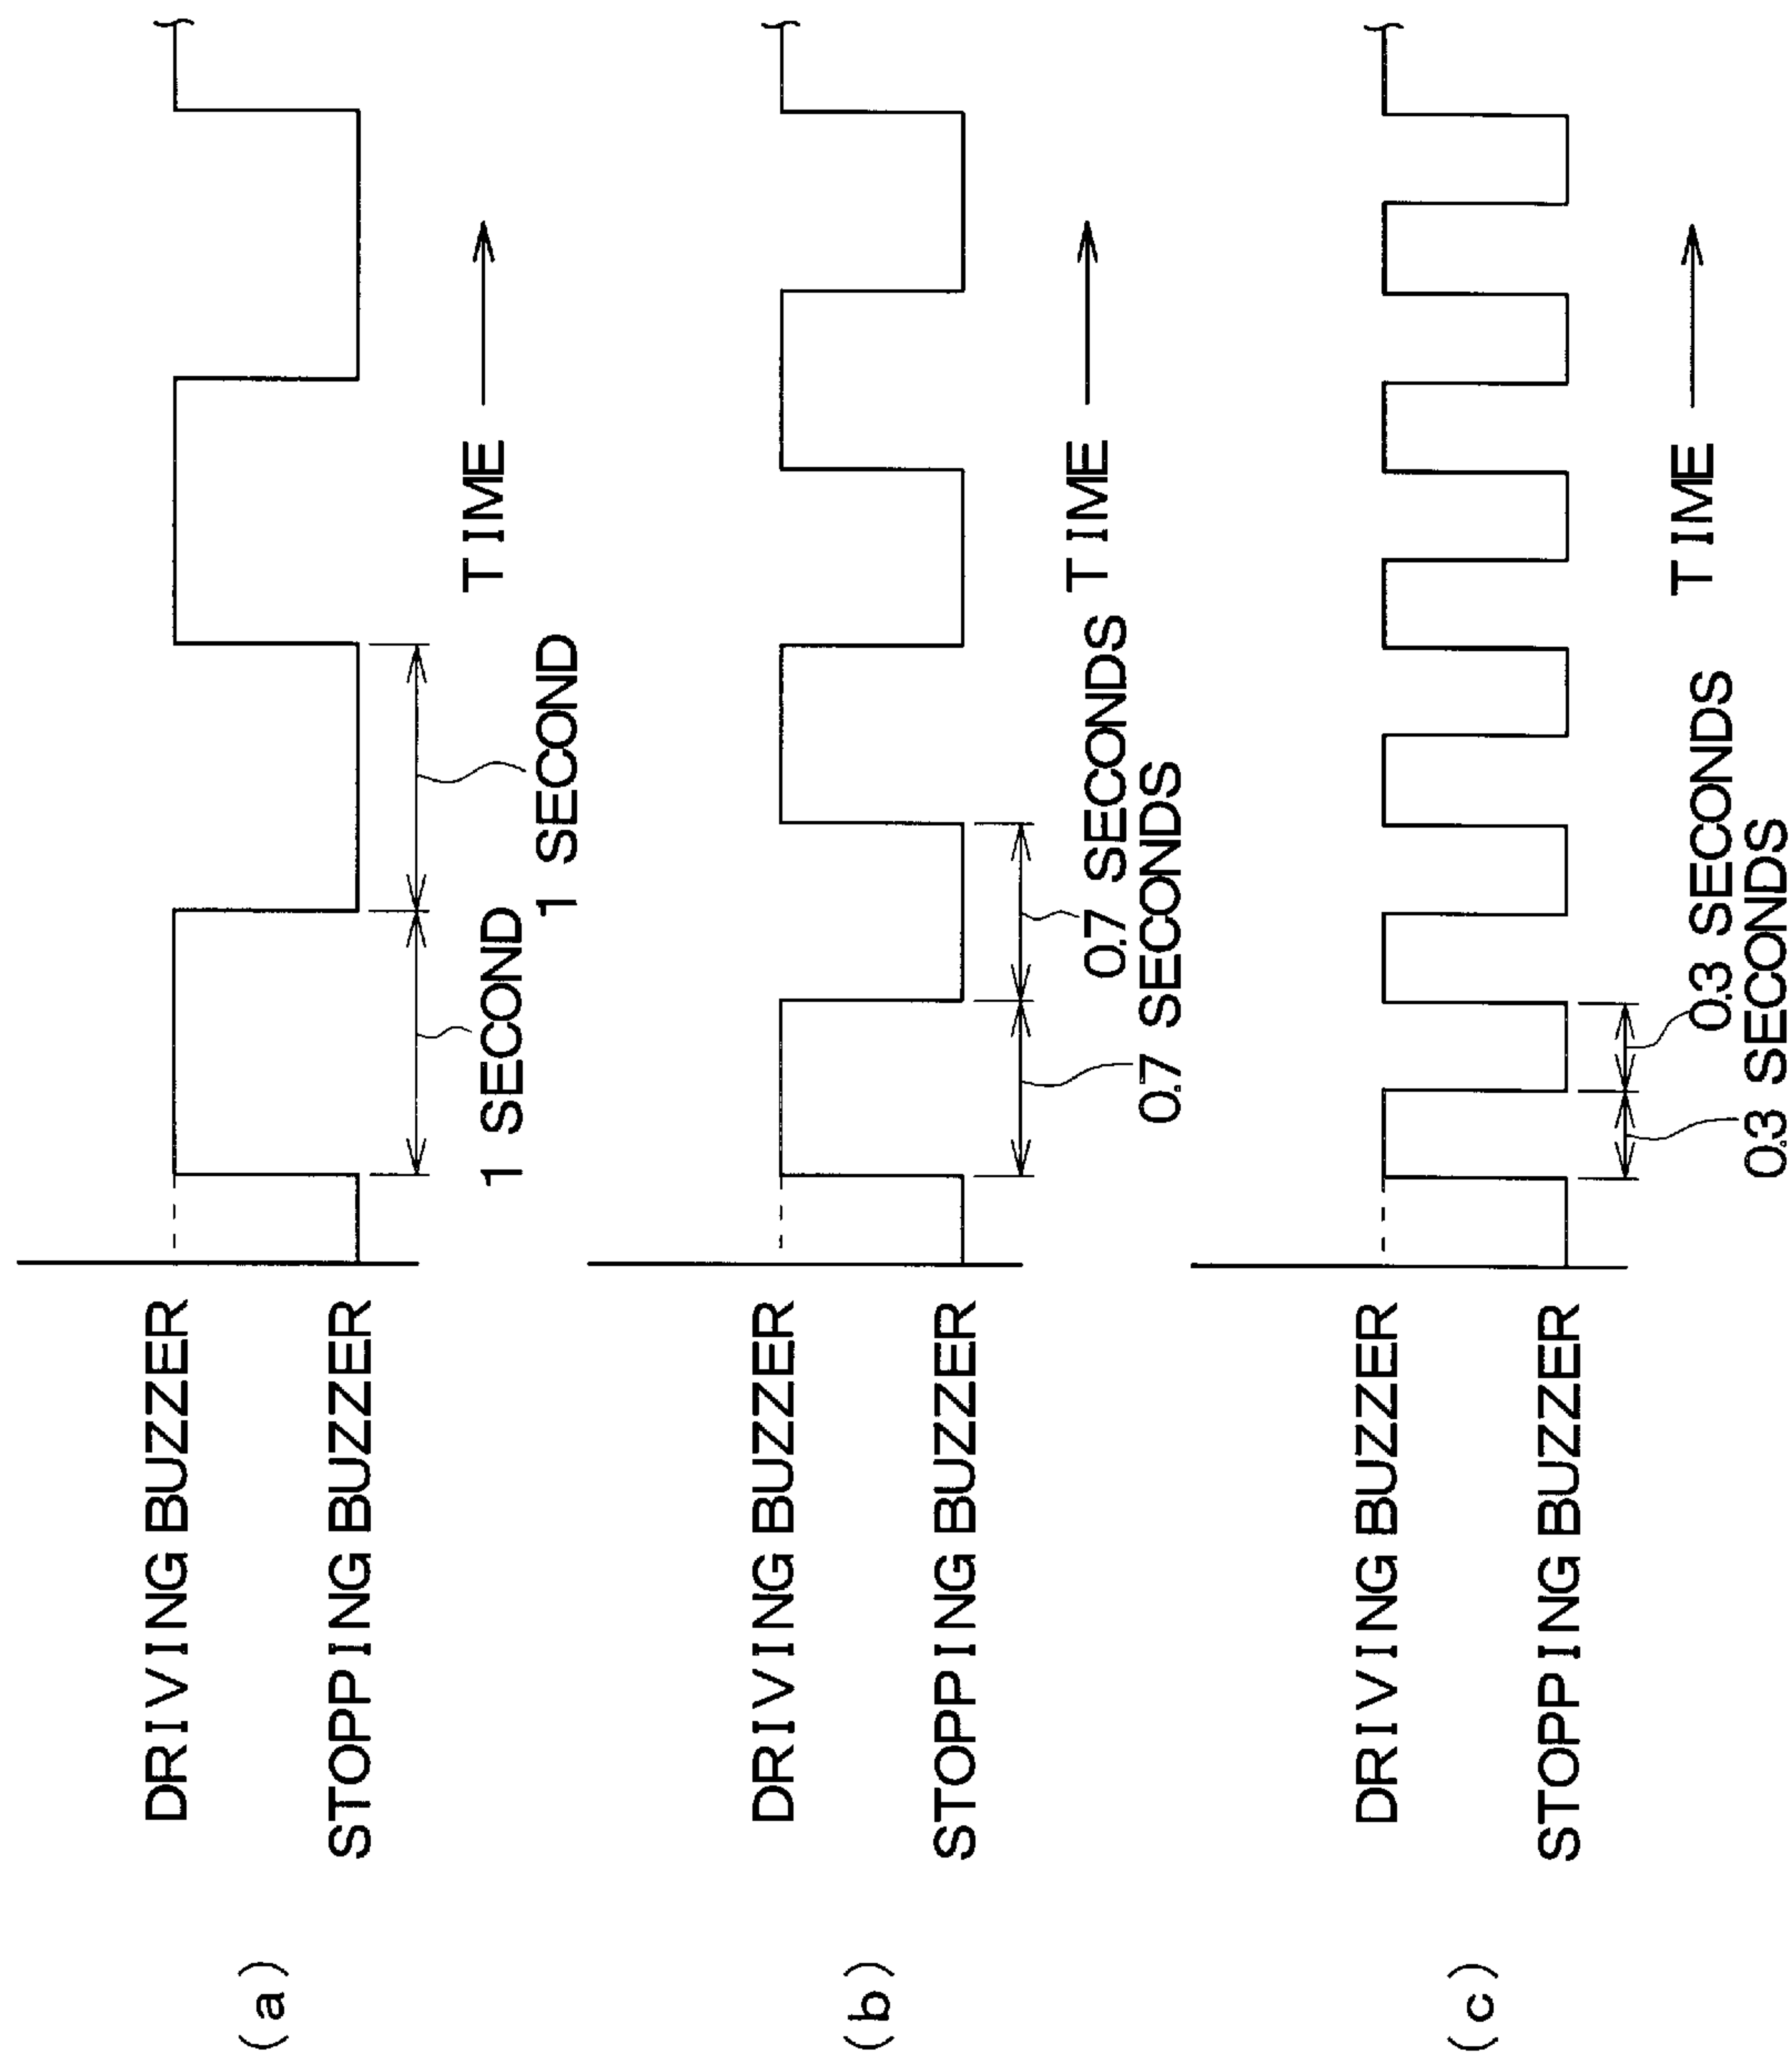 (a)
DRIVING BUZZER
STOPPING BUZZER
1 SECOND
1 SECOND
TIME
(b)
DRIVING BUZZER
STOPPING BUZZER
0.7 SECONDS
0.7 SECONDS
TIME
(c)
DRIVING BUZZER
STOPPING BUZZER
0.3 SECONDS
0.3 SECONDS
TIME